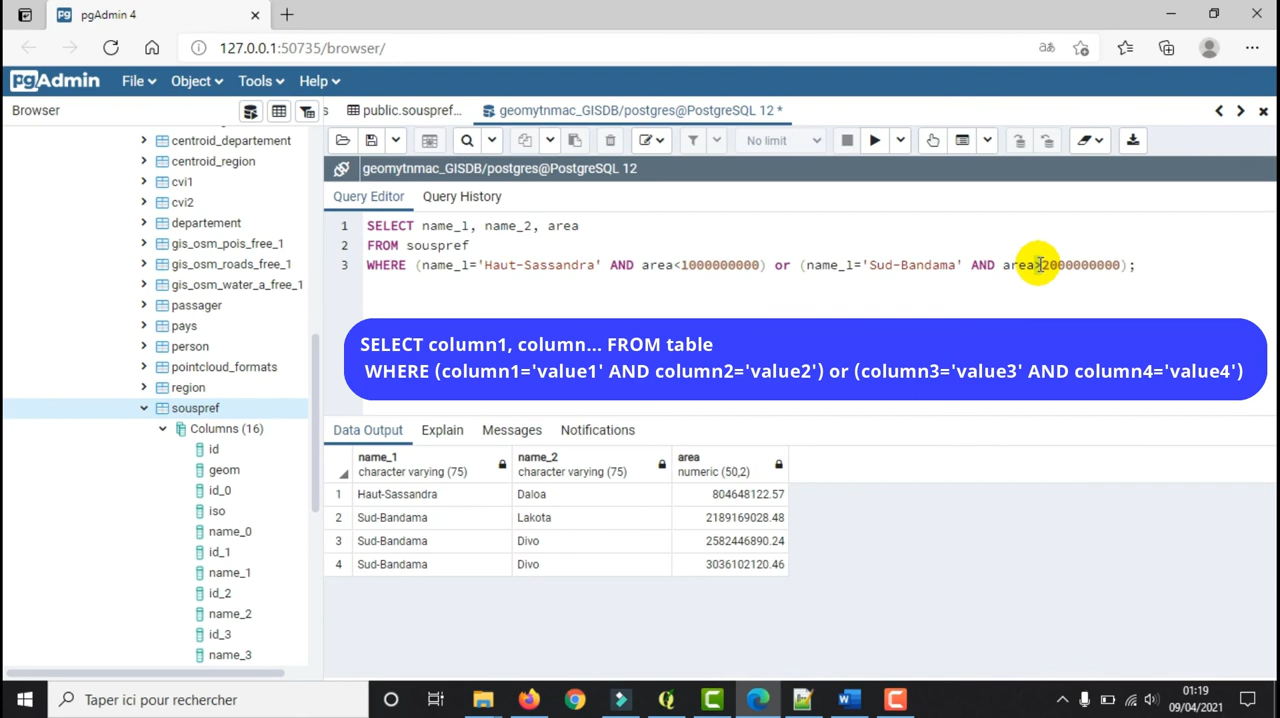 pgAdmin 4
127.0.0.1:50735/browser/
pgAdmin File Object Tools Help
Browser
s public.souspref... geomytnmac_GISDB/postgres@PostgreSQL 12 *
No limit
geomytnmac_GISDB/postgres@PostgreSQL 12
Query Editor Query History
1 SELECT name_1, name_2, area
2 FROM souspref
3 WHERE (name_1='Haut-Sassandra' AND area<1000000000) or (name_1='Sud-Bandama' AND area>2000000000);
SELECT column1, column... FROM table
WHERE (column1='value1' AND column2='value2') or (column3='value3' AND column4='value4')
centroid_departement
centroid_region
cvi1
cvi2
departement
gis_osm_pois_free_1
gis_osm_roads_free_1
gis_osm_water_a_free_1
passager
pays
person
pointcloud_formats
region
souspref
Columns (16)
id
geom
id_0
iso
name_0
id_1
name_1
id_2
name_2
id_3
name_3
Data Output Explain Messages Notifications
name_1 name_2 area
character varying (75) character varying (75) numeric (50,2)
1 Haut-Sassandra Daloa 804648122.57
2 Sud-Bandama Lakota 2189169028.48
3 Sud-Bandama Divo 2582446890.24
4 Sud-Bandama Divo 3036102120.46
Taper ici pour rechercher
01:19
09/04/2021